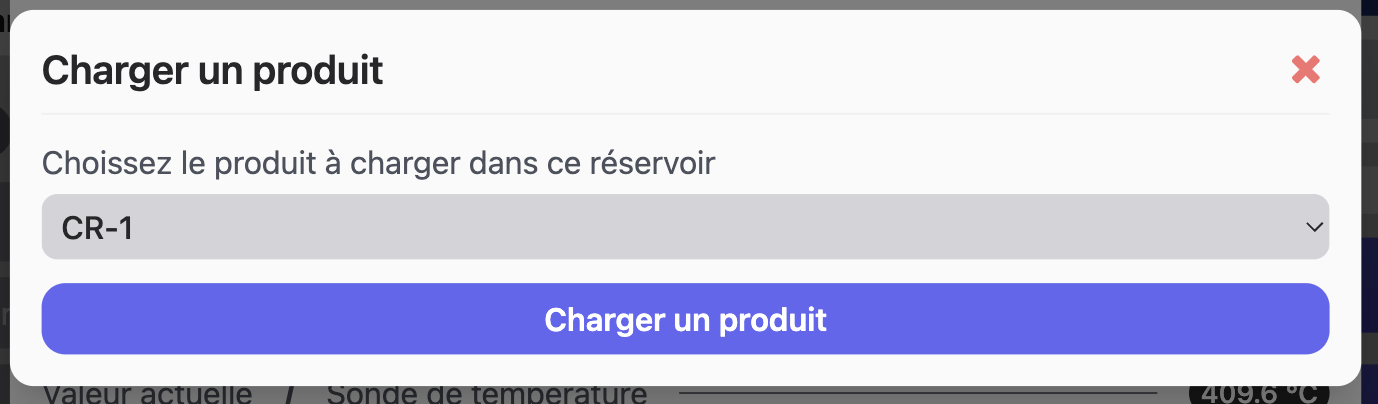 Charger un produit
Choissez le produit à charger dans ce réservoir
CR-1
Charger un produit
Valeur actuelle / Sonde de température 409.6 °C